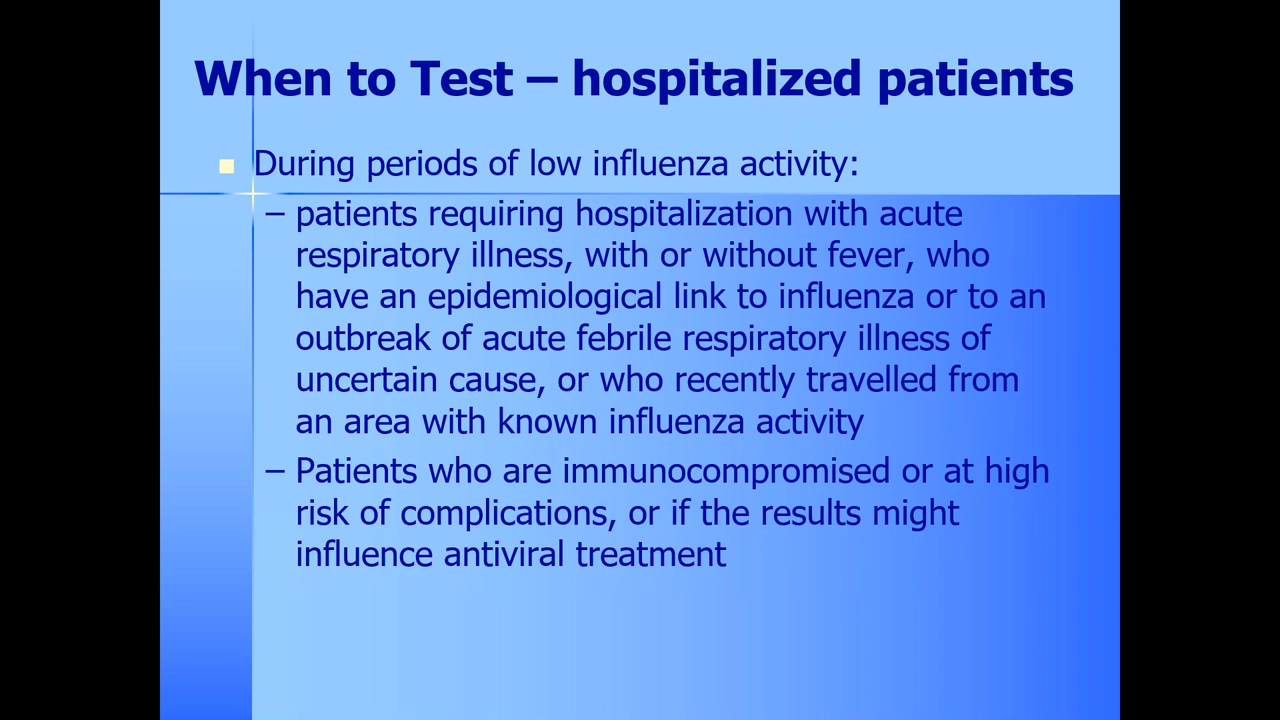 When to Test – hospitalized patients
During periods of low influenza activity:
– patients requiring hospitalization with acute
respiratory illness, with or without fever, who
have an epidemiological link to influenza or to an
outbreak of acute febrile respiratory illness of
uncertain cause, or who recently travelled from
an area with known influenza activity
– Patients who are immunocompromised or at high
risk of complications, or if the results might
influence antiviral treatment